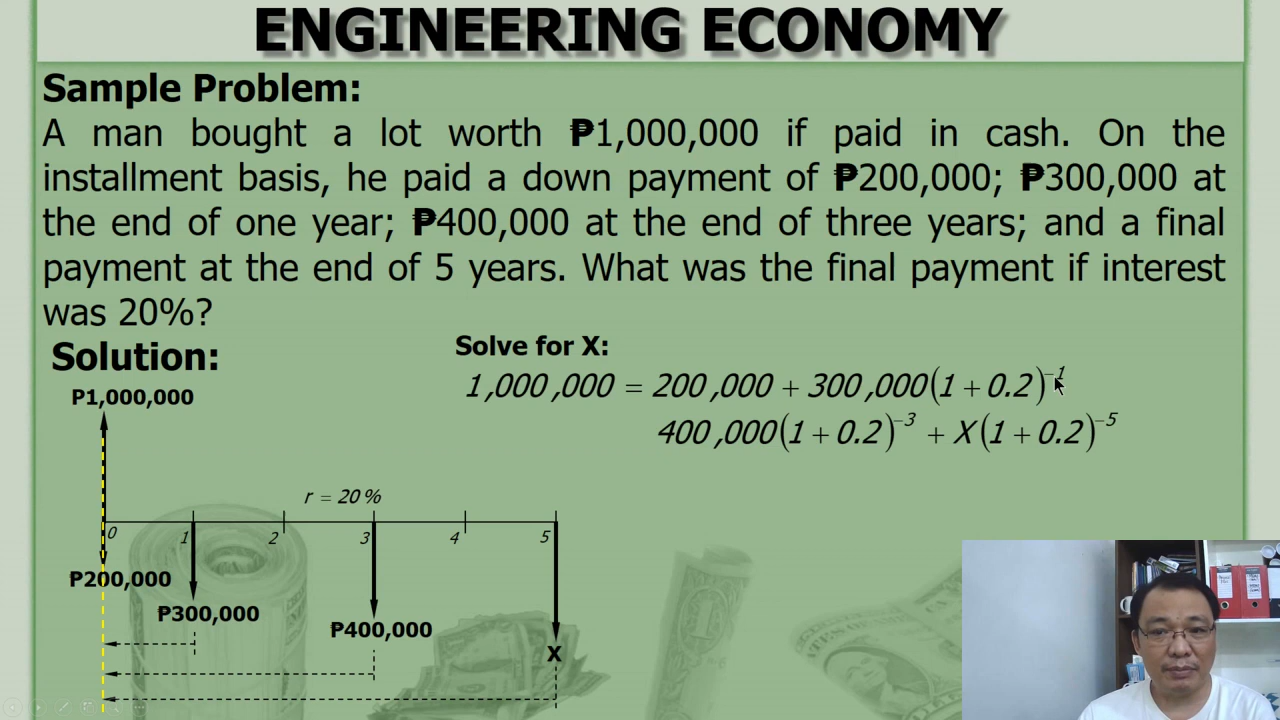 ENGINEERING ECONOMY
Sample Problem:
A man bought a lot worth ₱1,000,000 if paid in cash. On the
installment basis, he paid a down payment of ₱200,000; ₱300,000 at
the end of one year; ₱400,000 at the end of three years; and a final
payment at the end of 5 years. What was the final payment if interest
was 20%?
Solution:
Solve for X:
1,000,000 = 200,000 + 300,000(1 + 0.2)⁻¹
400,000(1 + 0.2)⁻³ + X(1 + 0.2)⁻⁵
₱1,000,000
r = 20%
0 1 2 3 4 5
₱200,000
₱300,000
₱400,000
X